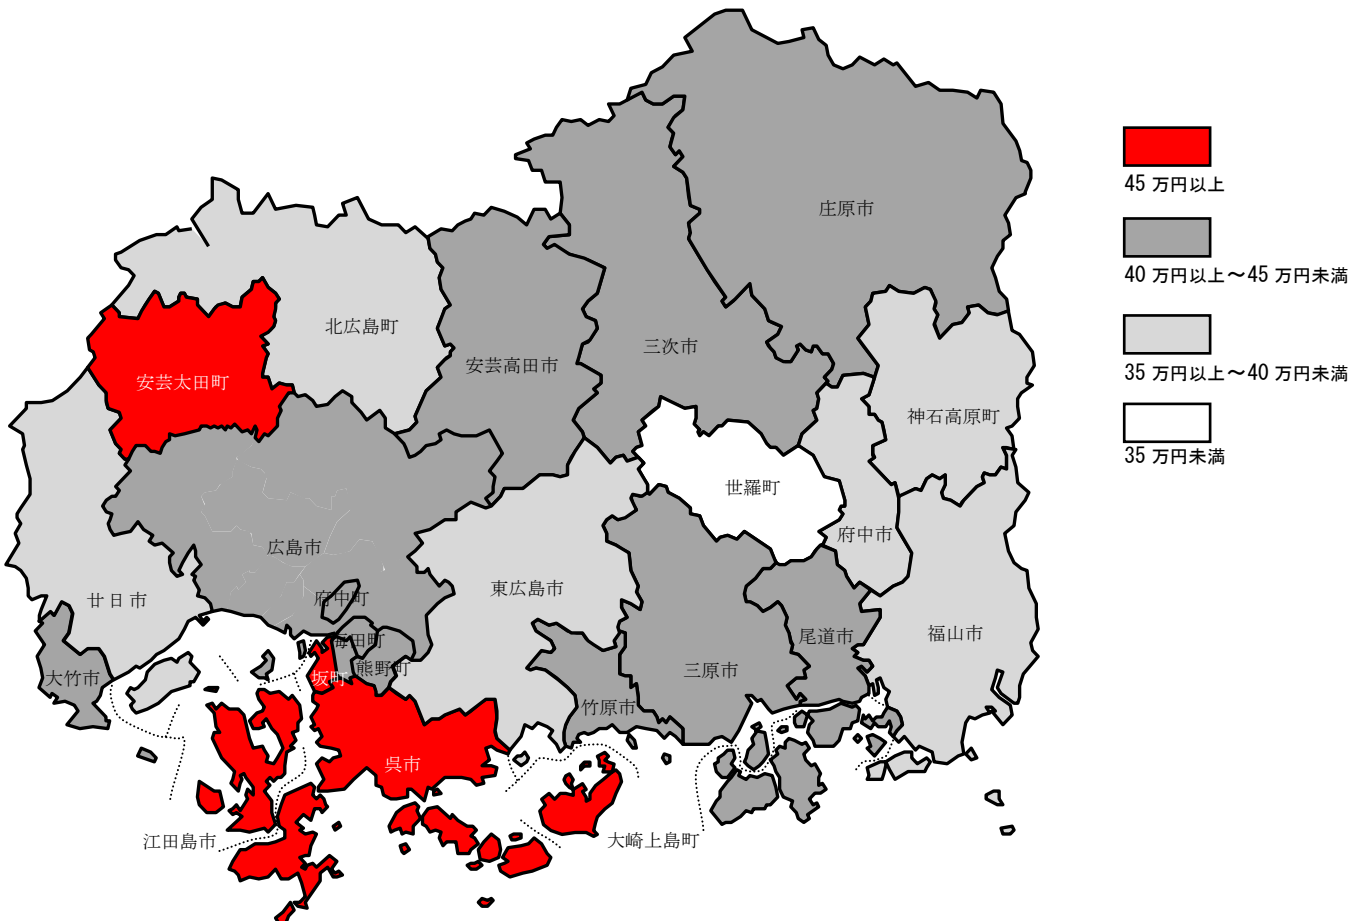 庄原市
北広島町
三次市
安芸高田市
安芸太田町
神石高原町
世羅町
府中市
広島市
東広島市
廿日市
府中町
福山市
尾道市
海田町
熊野町
三原市
坂町
大竹市
竹原市
呉市
江田島市
大崎上島町
45 万円以上
40 万円以上～45 万円未満
35 万円以上～40 万円未満
35 万円未満